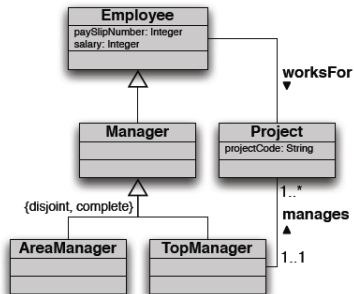 Employee
paySlipNumber: Integer
salary: Integer
worksFor
▼
Manager
Project
projectCode: String
{disjoint, complete}
1..*
manages
▲
AreaManager
TopManager
1..1